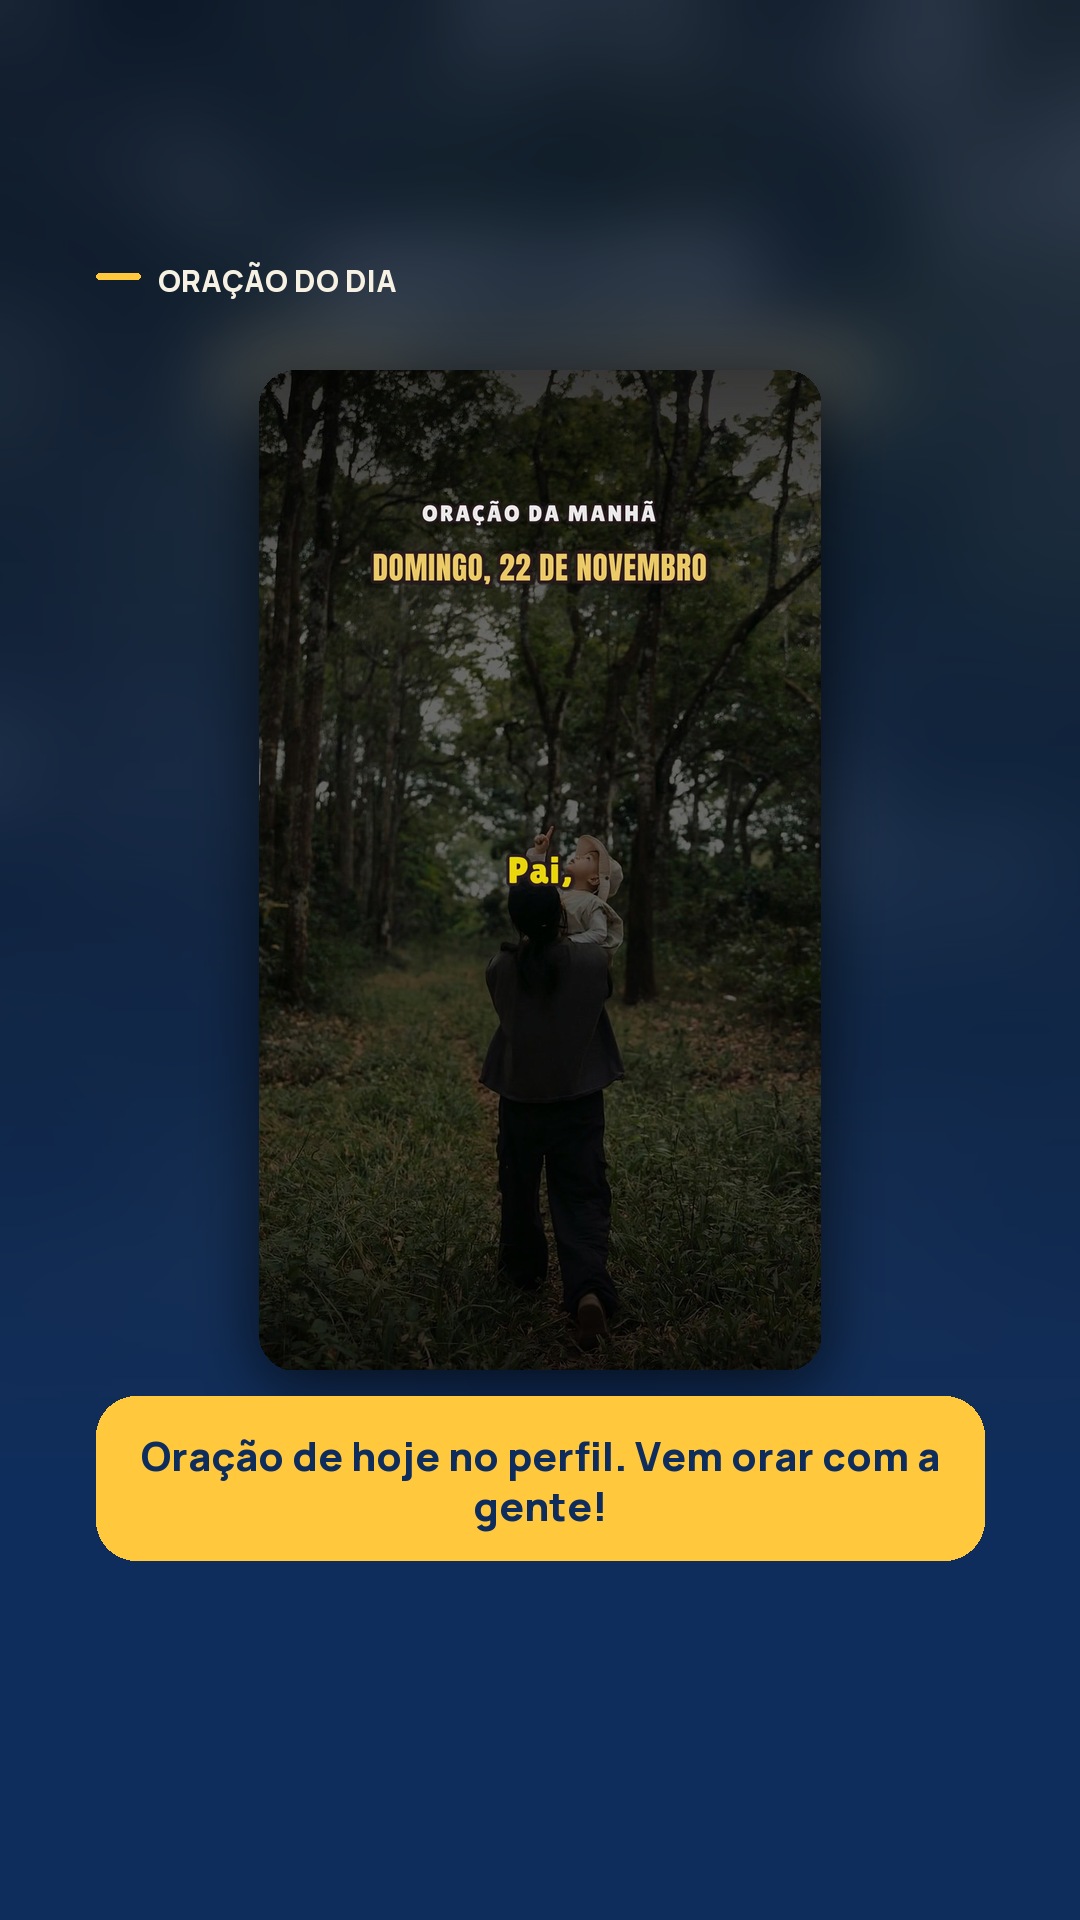 ORAÇÃO DO DIA
ORAÇÃO DA MANHÃ
DOMINGO, 22 DE NOVEMBRO
Pai,
Oração de hoje no perfil. Vem orar com a
gente!